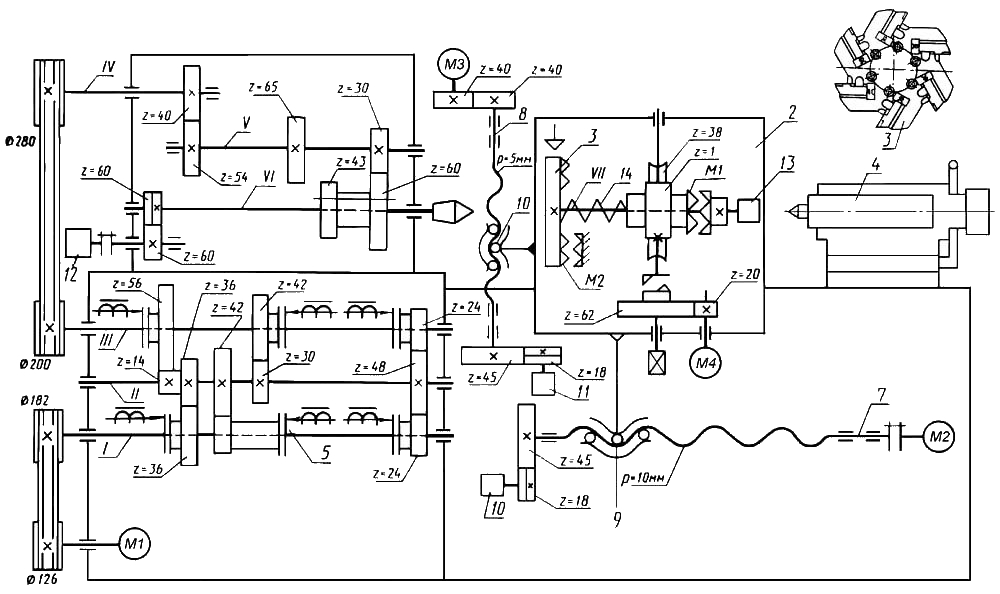 IV
z=65
z=30
M3
z=40
z=40
Ø280
z=40
V
8
3
z=38
2
3
p=5мм
z=1
z=43
VII
14
M1
13
4
z=60
z=54
VI
z=60
10
12
z=60
M2
z=20
z=56
z=36
z=42
z=42
z=24
III
z=62
Ø200
z=14
z=30
z=48
z=45
z=18
M4
Ø182
II
11
7
I
z=36
5
z=24
z=45
p=10мм
M2
10
z=18
9
M1
Ø126